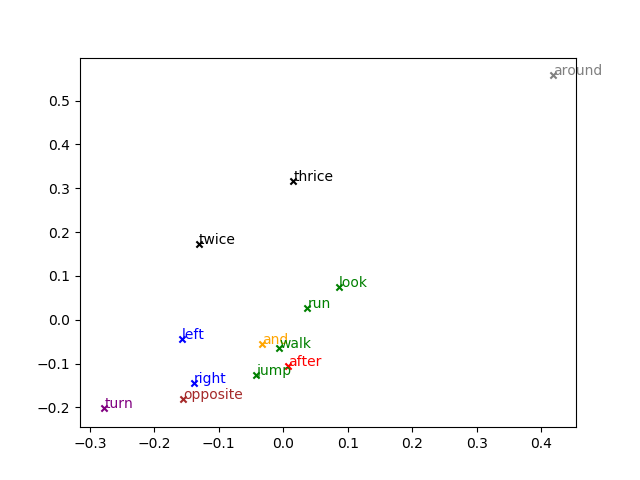 around
0.5
0.4
0.3
thrice
0.2
twice
0.1
look
run
0.0
left
and
walk
−0.1
after
jump
right
opposite
−0.2
turn
−0.3 −0.2 −0.1 0.0 0.1 0.2 0.3 0.4